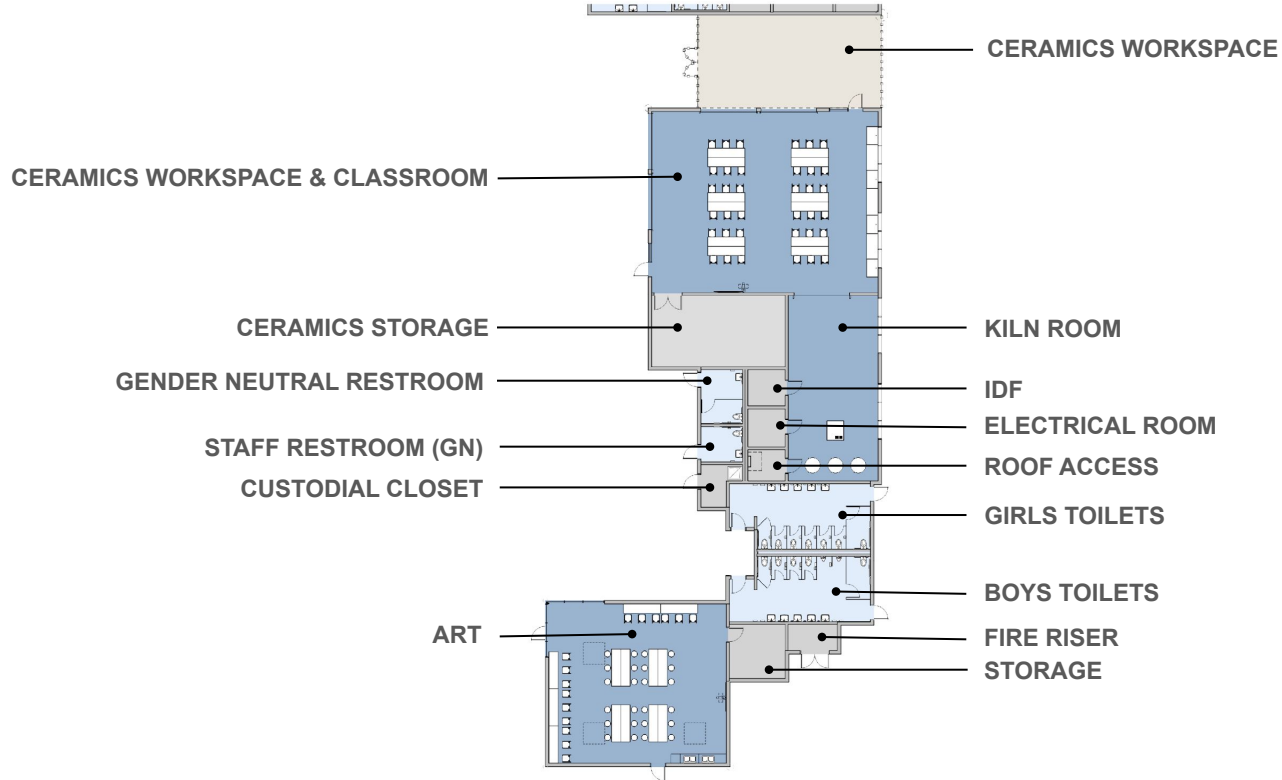 CERAMICS WORKSPACE
CERAMICS WORKSPACE & CLASSROOM
CERAMICS STORAGE
KILN ROOM
GENDER NEUTRAL RESTROOM
IDF
ELECTRICAL ROOM
STAFF RESTROOM (GN)
ROOF ACCESS
CUSTODIAL CLOSET
GIRLS TOILETS
BOYS TOILETS
ART
FIRE RISER
STORAGE